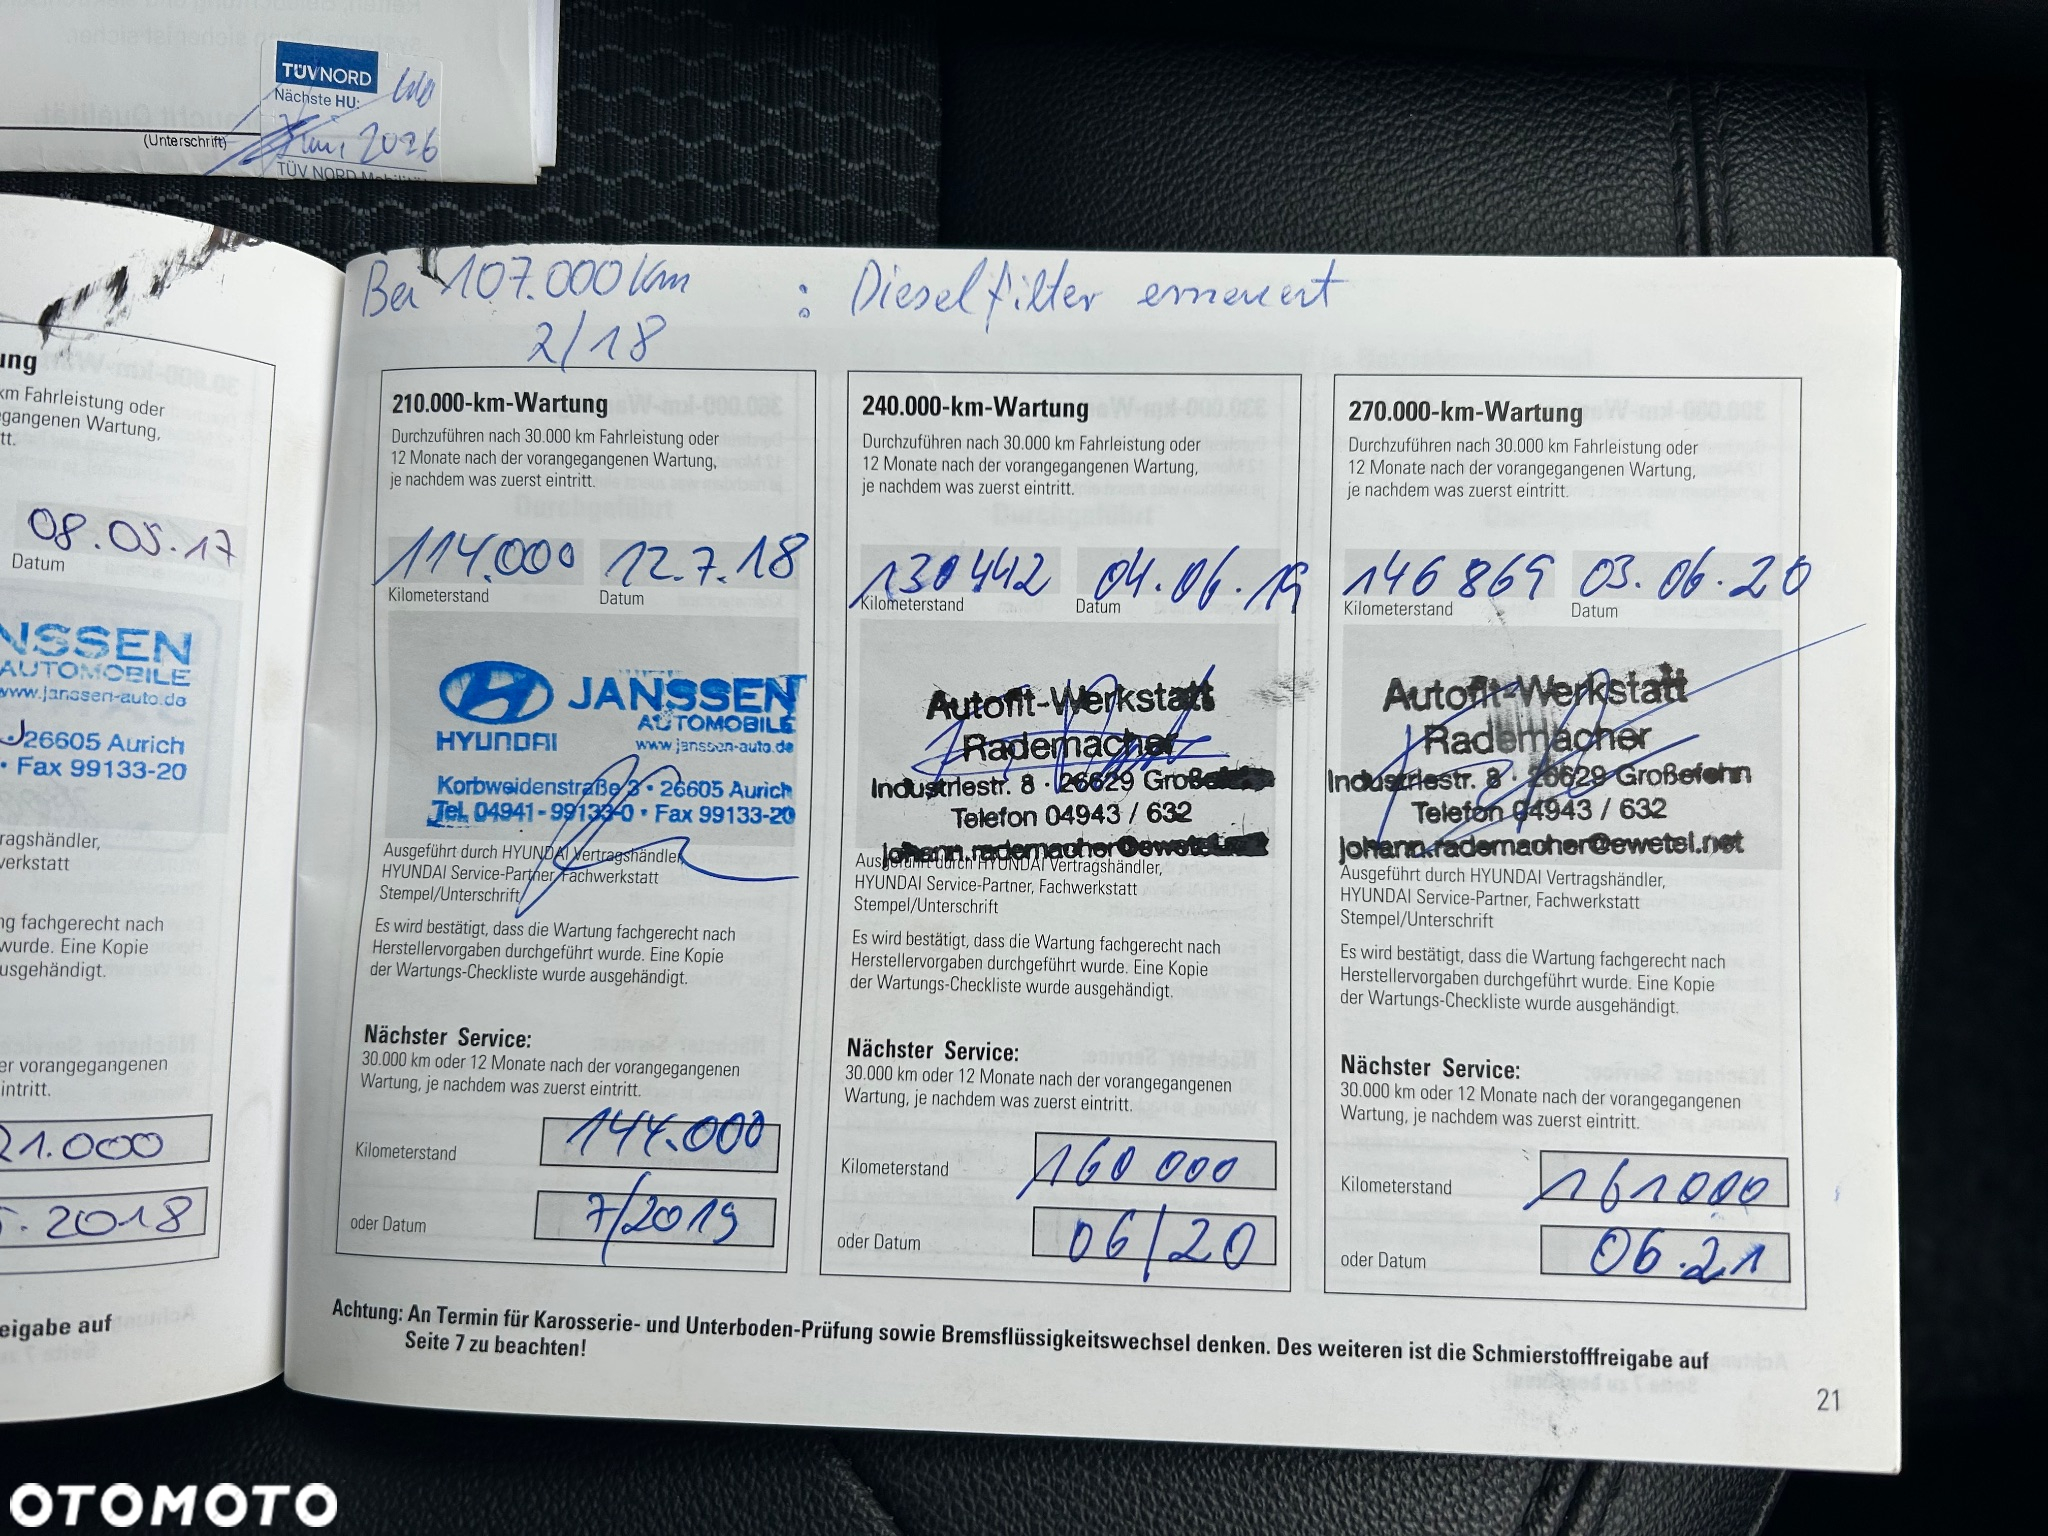 TÜVNORD
Nächste HU:
Juni 2026
(Unterschrift)
TÜV NORD
Bei 107.000 km : Dieselfilter erneuert
2/18
ung
km Fahrleistung oder
gegangenen Wartung,
tt.
08.05.17
Datum
NSSEN
AUTOMOBILE
www.janssen-auto.de
26605 Aurich
• Fax 99133-20
ragshändler,
werkstatt
ng fachgerecht nach
wurde. Eine Kopie
usgehändigt.
er vorangegangenen
intritt.
21.000
. 2018
eigabe auf
210.000-km-Wartung
Durchzuführen nach 30.000 km Fahrleistung oder
12 Monate nach der vorangegangenen Wartung,
je nachdem was zuerst eintritt.
114.000 12.7.18
Kilometerstand Datum
JANSSEN
AUTOMOBILE
HYUNDAI www.janssen-auto.de
Korbweidenstraße 3 • 26605 Aurich
Tel. 04941-99133-0 • Fax 99133-20
Ausgeführt durch HYUNDAI Vertragshändler,
HYUNDAI Service-Partner, Fachwerkstatt
Stempel/Unterschrift
Es wird bestätigt, dass die Wartung fachgerecht nach
Herstellervorgaben durchgeführt wurde. Eine Kopie
der Wartungs-Checkliste wurde ausgehändigt.
Nächster Service:
30.000 km oder 12 Monate nach der vorangegangenen
Wartung, je nachdem was zuerst eintritt.
Kilometerstand 144.000
oder Datum 7/2019
240.000-km-Wartung
Durchzuführen nach 30.000 km Fahrleistung oder
12 Monate nach der vorangegangenen Wartung,
je nachdem was zuerst eintritt.
130442 04.06.19
Kilometerstand Datum
Autofit-Werkstatt
Rademacher
Industriestr. 8 · 26629 Großefehn
Telefon 04943 / 632
johann.rademacher@ewetel.net
Ausgeführt durch HYUNDAI Vertragshändler,
HYUNDAI Service-Partner, Fachwerkstatt
Stempel/Unterschrift
Es wird bestätigt, dass die Wartung fachgerecht nach
Herstellervorgaben durchgeführt wurde. Eine Kopie
der Wartungs-Checkliste wurde ausgehändigt.
Nächster Service:
30.000 km oder 12 Monate nach der vorangegangenen
Wartung, je nachdem was zuerst eintritt.
Kilometerstand 160 000
oder Datum 06/20
270.000-km-Wartung
Durchzuführen nach 30.000 km Fahrleistung oder
12 Monate nach der vorangegangenen Wartung,
je nachdem was zuerst eintritt.
146869 03.06.20
Kilometerstand Datum
Autofit-Werkstatt
Rademacher
Industriestr. 8 · 26629 Großefehn
Telefon 04943 / 632
johann.rademacher@ewetel.net
Ausgeführt durch HYUNDAI Vertragshändler,
HYUNDAI Service-Partner, Fachwerkstatt
Stempel/Unterschrift
Es wird bestätigt, dass die Wartung fachgerecht nach
Herstellervorgaben durchgeführt wurde. Eine Kopie
der Wartungs-Checkliste wurde ausgehändigt.
Nächster Service:
30.000 km oder 12 Monate nach der vorangegangenen
Wartung, je nachdem was zuerst eintritt.
Kilometerstand 161000
oder Datum 06.21
Achtung: An Termin für Karosserie- und Unterboden-Prüfung sowie Bremsflüssigkeitswechsel denken. Des weiteren ist die Schmierstofffreigabe auf
Seite 7 zu beachten!
21
OTOMOTO